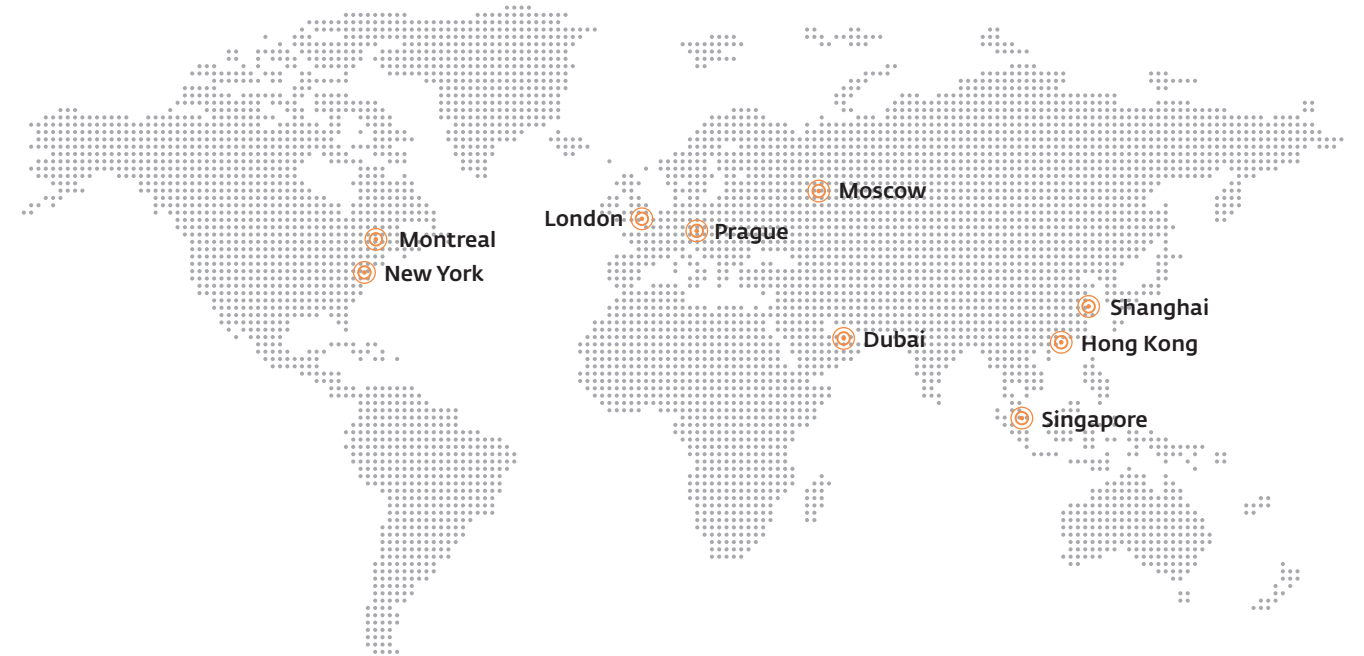 Moscow
London
Prague
Montreal
New York
Shanghai
Dubai
Hong Kong
Singapore